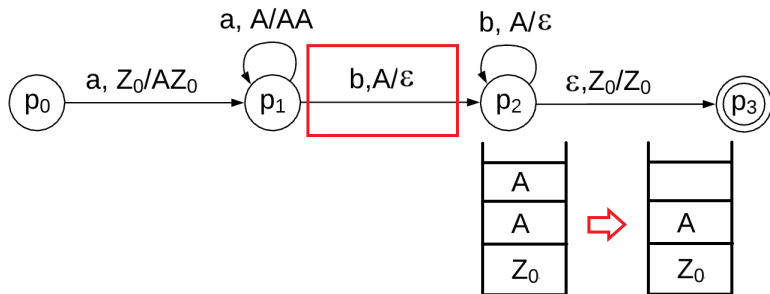 a, A/AA
b, A/ε
a, Z₀/AZ₀
b,A/ε
ε,Z₀/Z₀
p₀
p₁
p₂
p₃
A
A
A
Z₀
Z₀